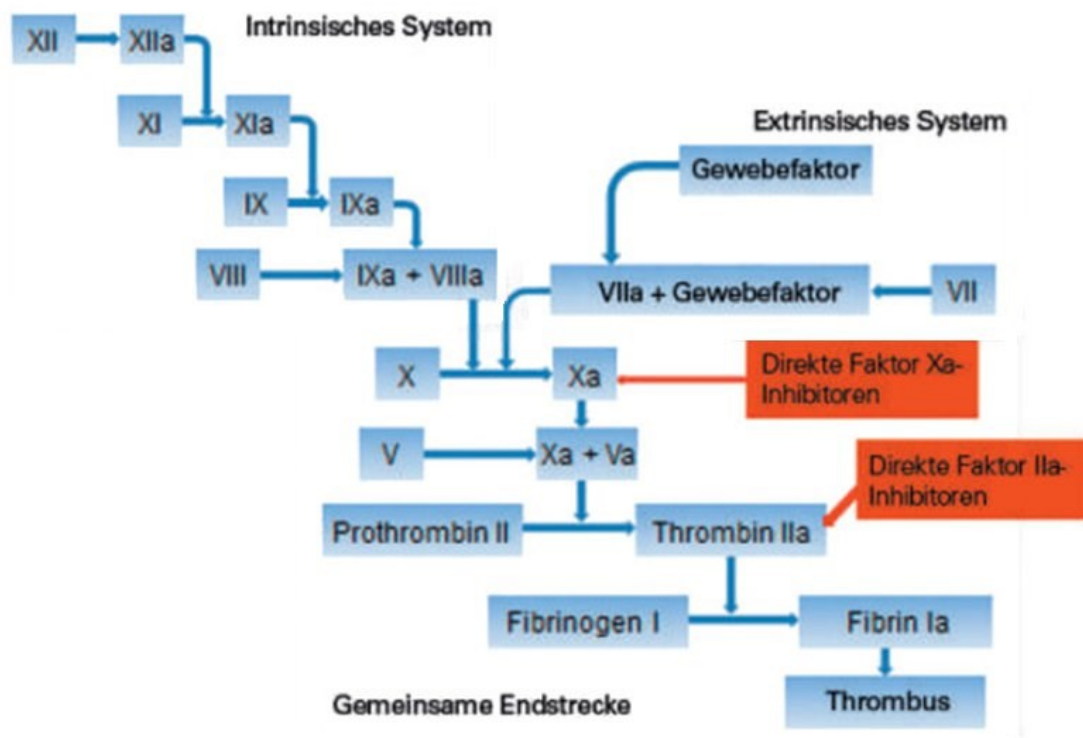 Intrinsisches System
XII
XIIa
XI
XIa
Extrinsisches System
Gewebefaktor
IX
IXa
VIII
IXa + VIIIa
VIIa + Gewebefaktor
VII
X
Xa
Direkte Faktor Xa-
Inhibitoren
V
Xa + Va
Direkte Faktor IIa-
Inhibitoren
Prothrombin II
Thrombin IIa
Fibrinogen I
Fibrin Ia
Gemeinsame Endstrecke
Thrombus